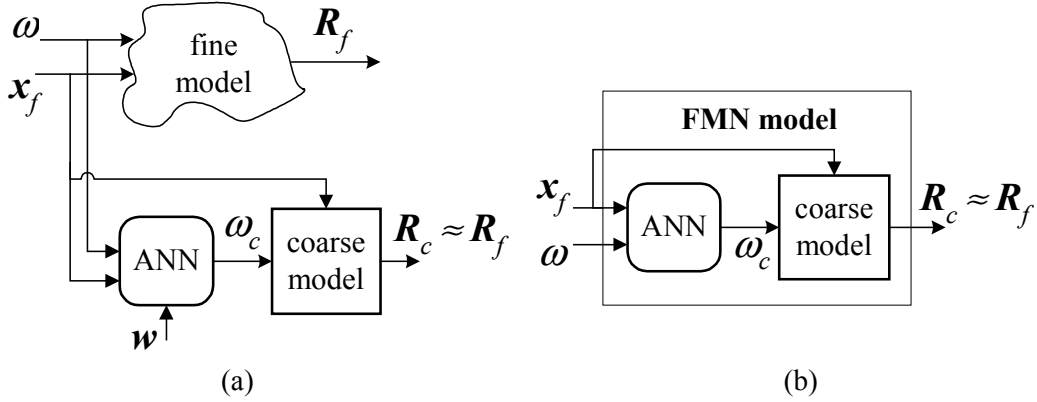 ω
x_f
fine
model
R_f
ANN
w
ω_c
coarse
model
R_c ≈ R_f
(a)
FMN model
x_f
ω
ANN
ω_c
coarse
model
R_c ≈ R_f
(b)